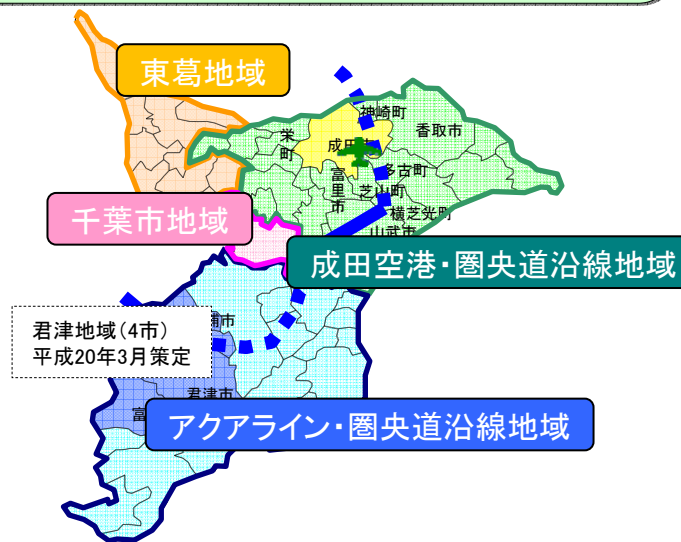 東葛地域
神崎町
香取市
栄町
成田
多古町
富里市
芝山町
横芝光町
山武市
千葉市地域
成田空港・圏央道沿線地域
君津地域(4市)
平成20年3月策定
浦市
君津市
富
アクアライン・圏央道沿線地域